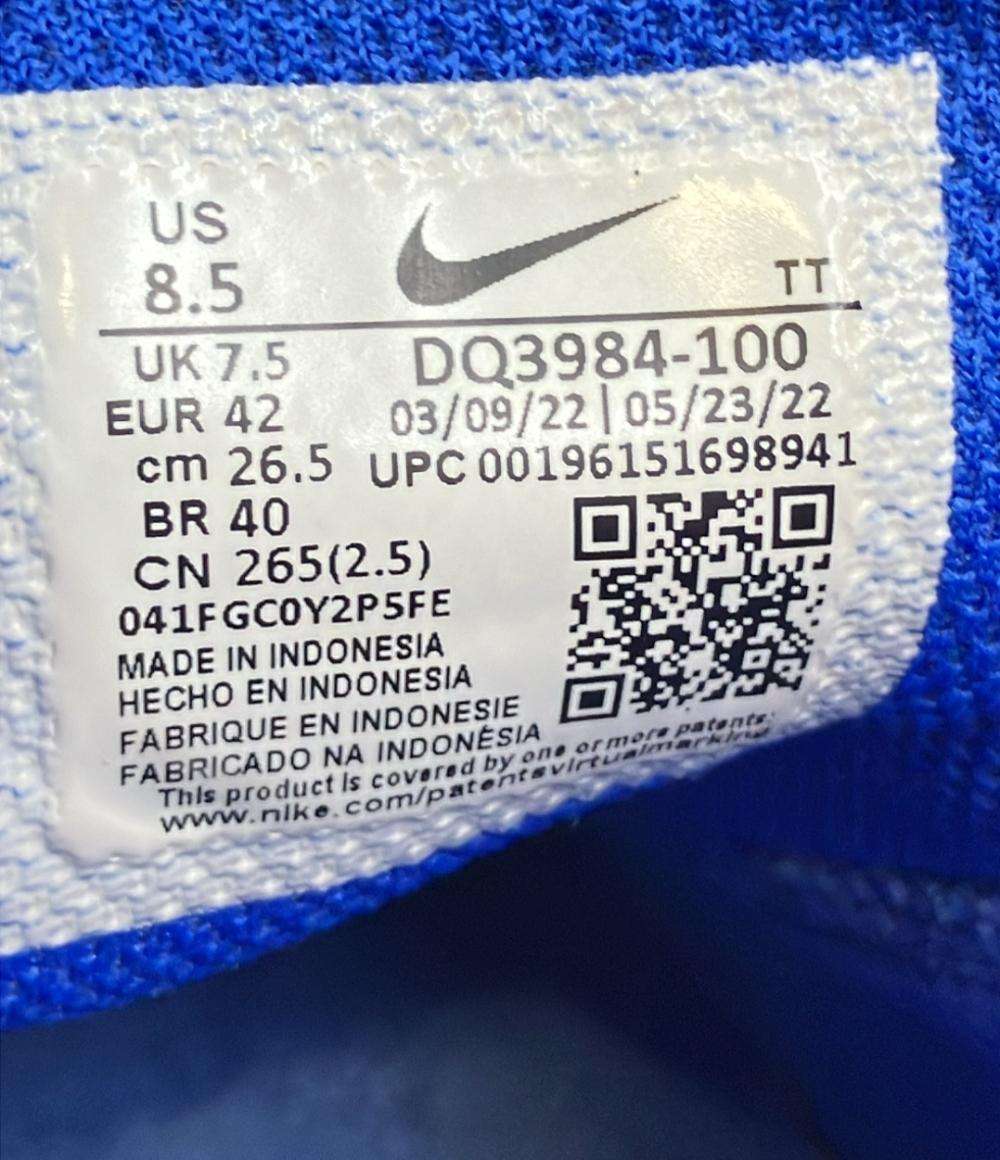 US
8.5
TT
UK 7.5
DQ3984-100
EUR 42
03/09/22 | 05/23/22
cm 26.5
UPC 00196151698941
BR 40
CN 265(2.5)
041FGC0Y2P5FE
MADE IN INDONESIA
HECHO EN INDONESIA
FABRIQUE EN INDONESIE
FABRICADO NA INDONÉSIA
This product is covered by one or more patents.
www.nike.com/patentsvirtualmarking